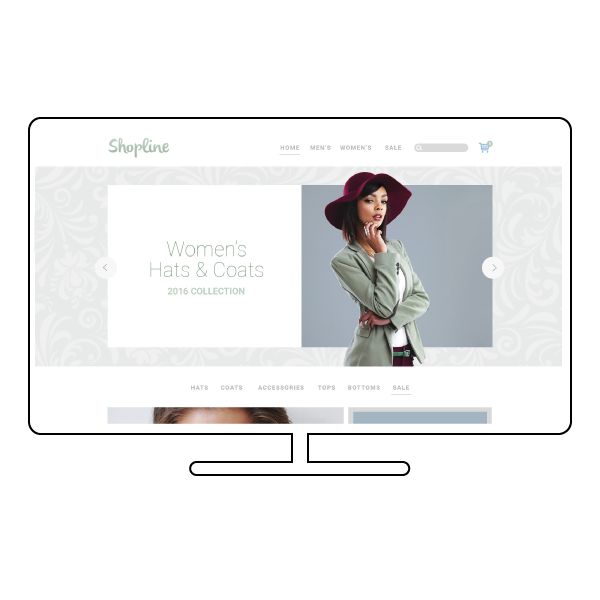 Shopline
HOME MEN'S WOMEN'S SALE
Women's
Hats & Coats
2016 COLLECTION
HATS COATS ACCESSORIES TOPS BOTTOMS SALE